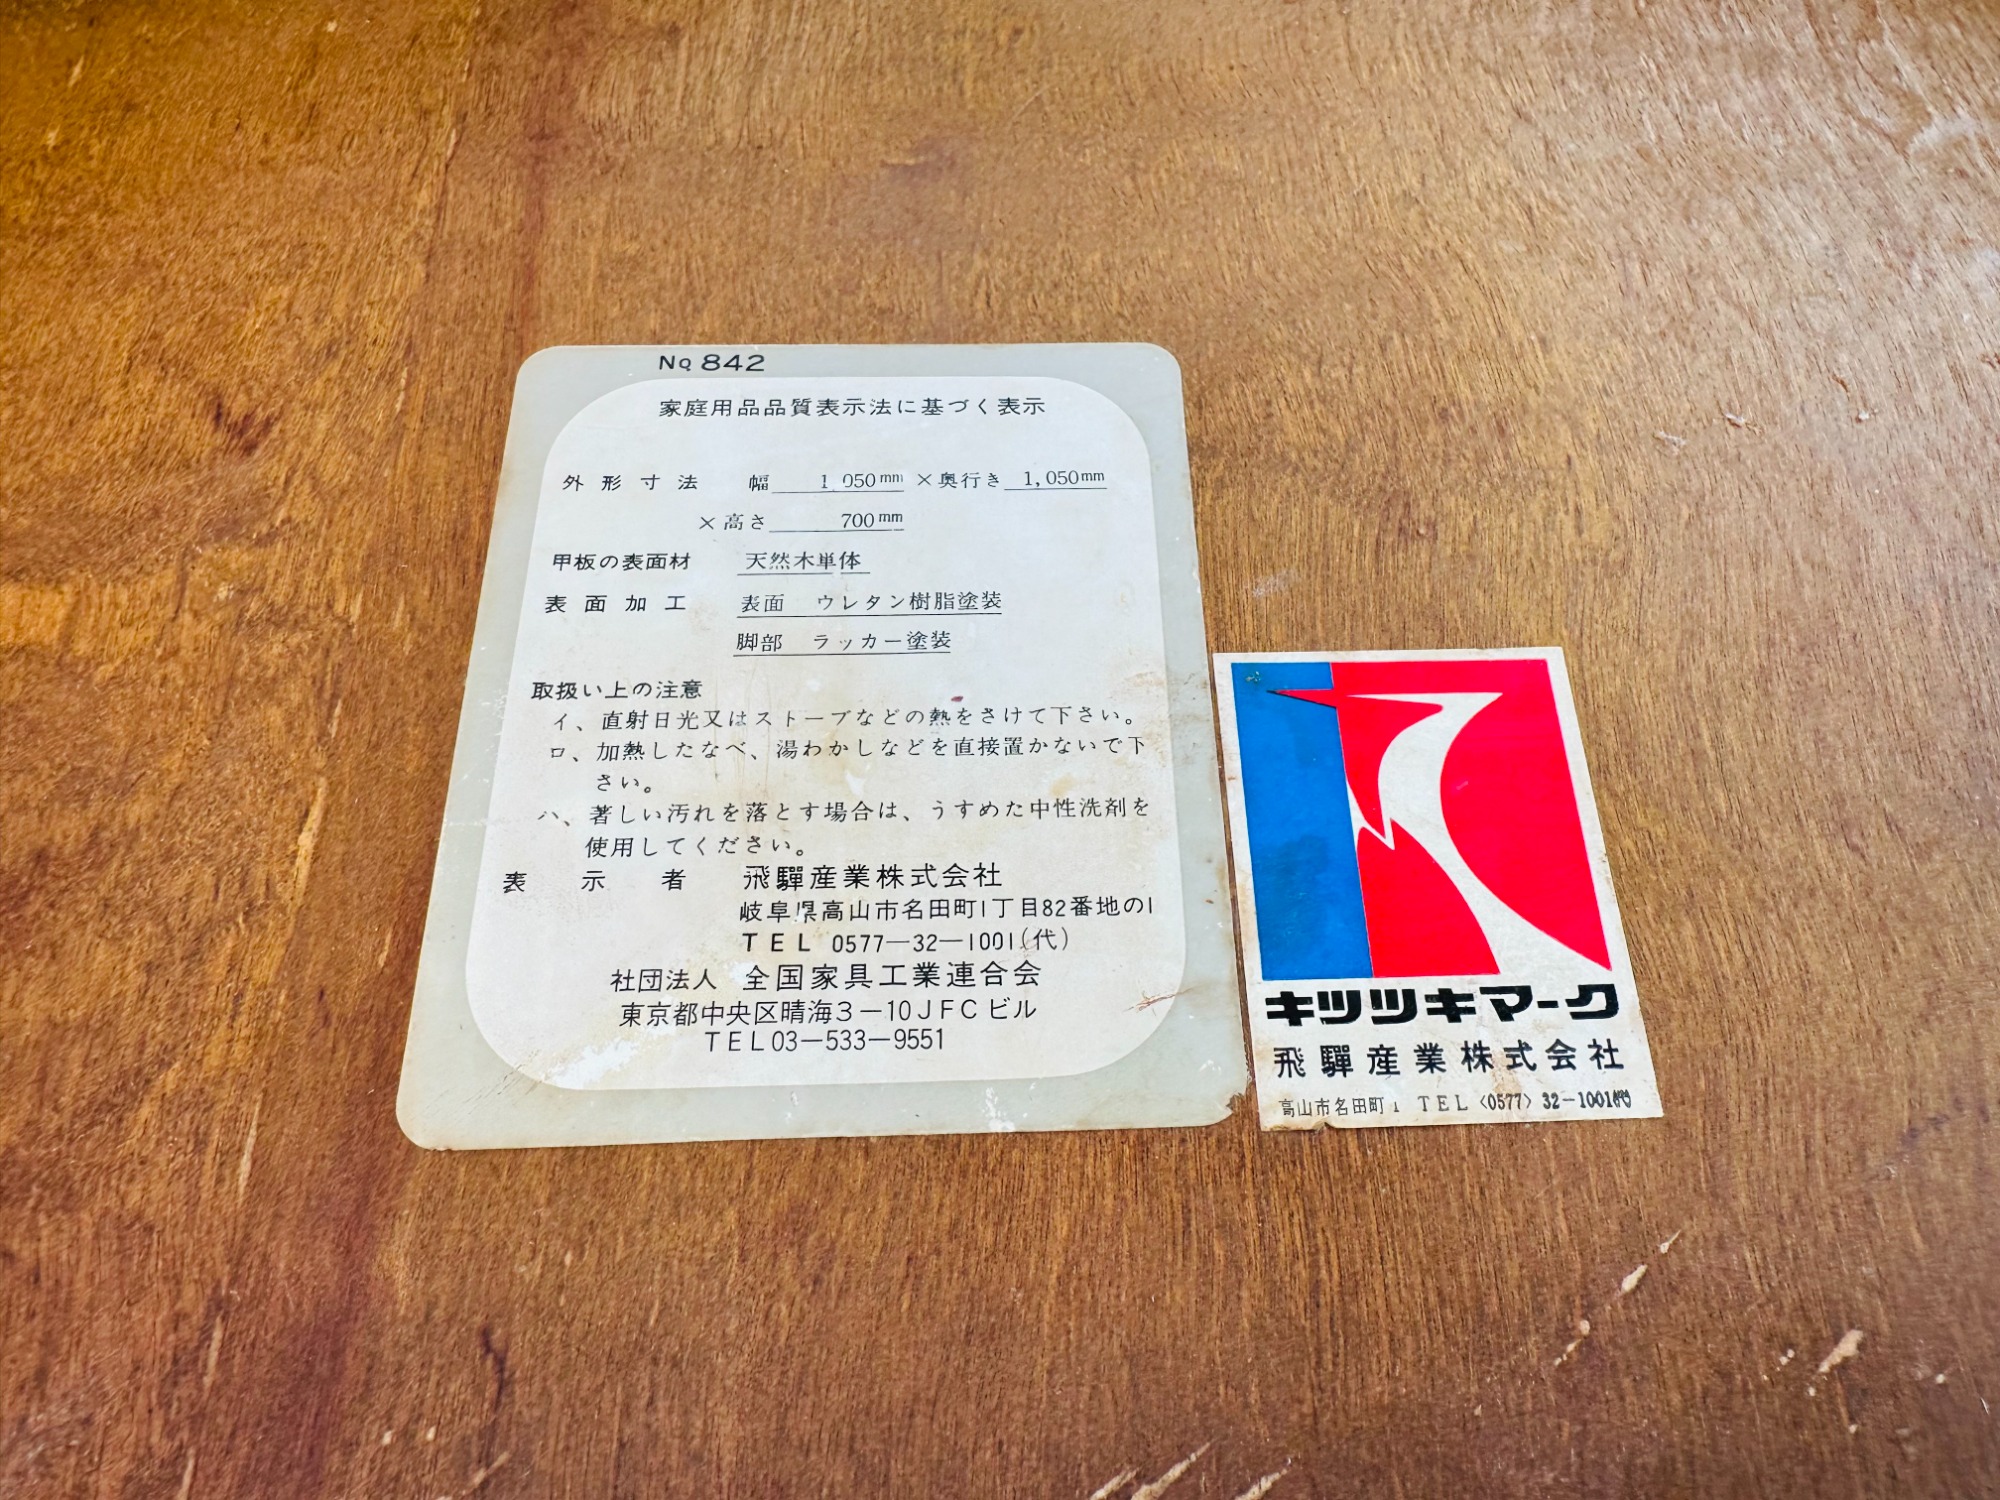 No 842
家庭用品品質表示法に基づく表示
外形寸法 幅 1,050mm ×奥行き 1,050mm
×高さ 700mm
甲板の表面材 天然木単体
表面加工 表面 ウレタン樹脂塗装
脚部 ラッカー塗装
取扱い上の注意
イ、直射日光又はストーブなどの熱をさけて下さい。
ロ、加熱したなべ、湯わかしなどを直接置かないで下
さい。
ハ、著しい汚れを落とす場合は、うすめた中性洗剤を
使用してください。
表示者 飛驒産業株式会社
岐阜県高山市名田町1丁目82番地の1
TEL 0577-32-1001(代)
社団法人 全国家具工業連合会
東京都中央区晴海3-10JFCビル
TEL03-533-9551
キツツキマーク
飛驒産業株式会社
高山市名田町1 TEL〈0577〉32-1001(代)